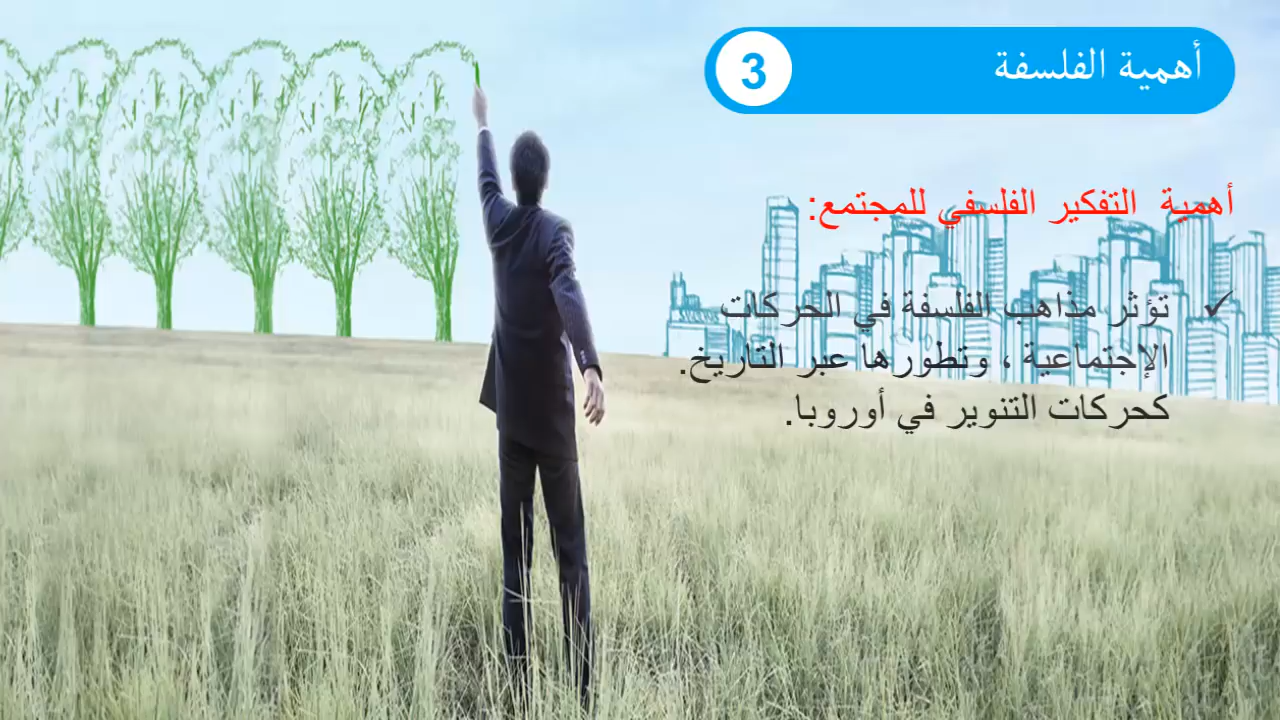 أهمية الفلسفة
3
أهمية التفكير الفلسفي للمجتمع:
✓ تؤثر مذاهب الفلسفة في الحركات
الإجتماعية ، وتطورها عبر التاريخ.
كحركات التنوير في أوروبا.